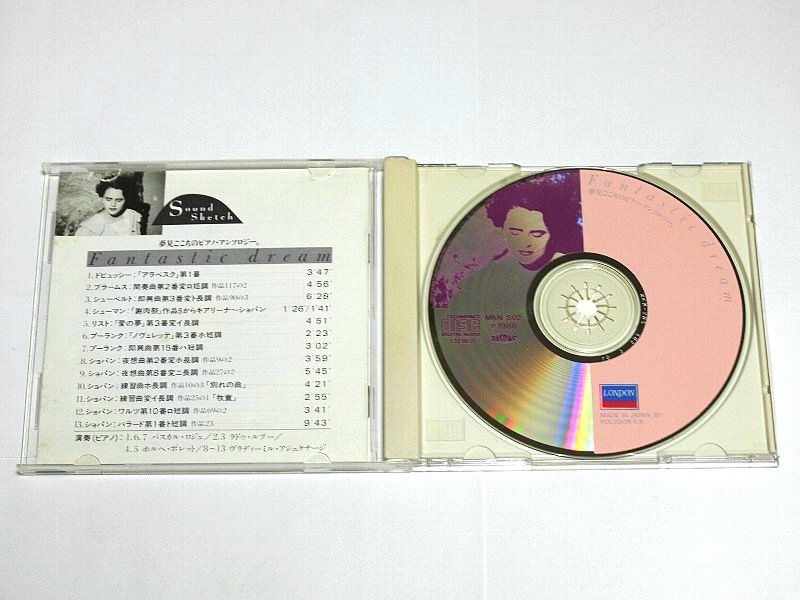 Sound
Sketch
夢見ごこちのピアノ・アンソロジー。
Fantastic dream
1. ドビュッシー:「アラベスク」第1番 3'47"
2. ブラームス: 間奏曲第2番変ロ短調 作品117の2 4'56"
3. シューベルト: 即興曲第3番変ト長調 作品90の3 6'28"
4. シューマン:「謝肉祭」作品9からキアリーナ〜ショパン 1'26"/1'41"
5. リスト:「愛の夢」第3番変イ長調 4'51"
6. プーランク:「ノヴェレッテ」第3番ホ短調 2'23"
7. プーランク: 即興曲第15番ハ短調 3'02"
8. ショパン: 夜想曲第2番変ホ長調 作品9の2 3'59"
9. ショパン: 夜想曲第8番変ニ長調 作品27の2 5'45"
10. ショパン: 練習曲ホ長調 作品10の3「別れの曲」 4'21"
11. ショパン: 練習曲変イ長調 作品25の1「牧童」 2'55"
12. ショパン: ワルツ第10番ロ短調 作品69の2 3'41"
13. ショパン: バラード第1番ト短調 作品23 9'43"
演奏(ピアノ): 1.6.7 パスカル・ロジェ/2.3 ラドゥ・ルプー/
4.5 ホルヘ・ボレット/8〜13 ヴラディーミル・アシュケナージ
Fantastic dream
夢見ごこちのピアノ・アンソロジー。
COMPACT
disc
DIGITAL AUDIO
STEREO
MKN S02
℗1988
JASRAC
LONDON
MADE IN JAPAN BY
POLYDOR K.K.